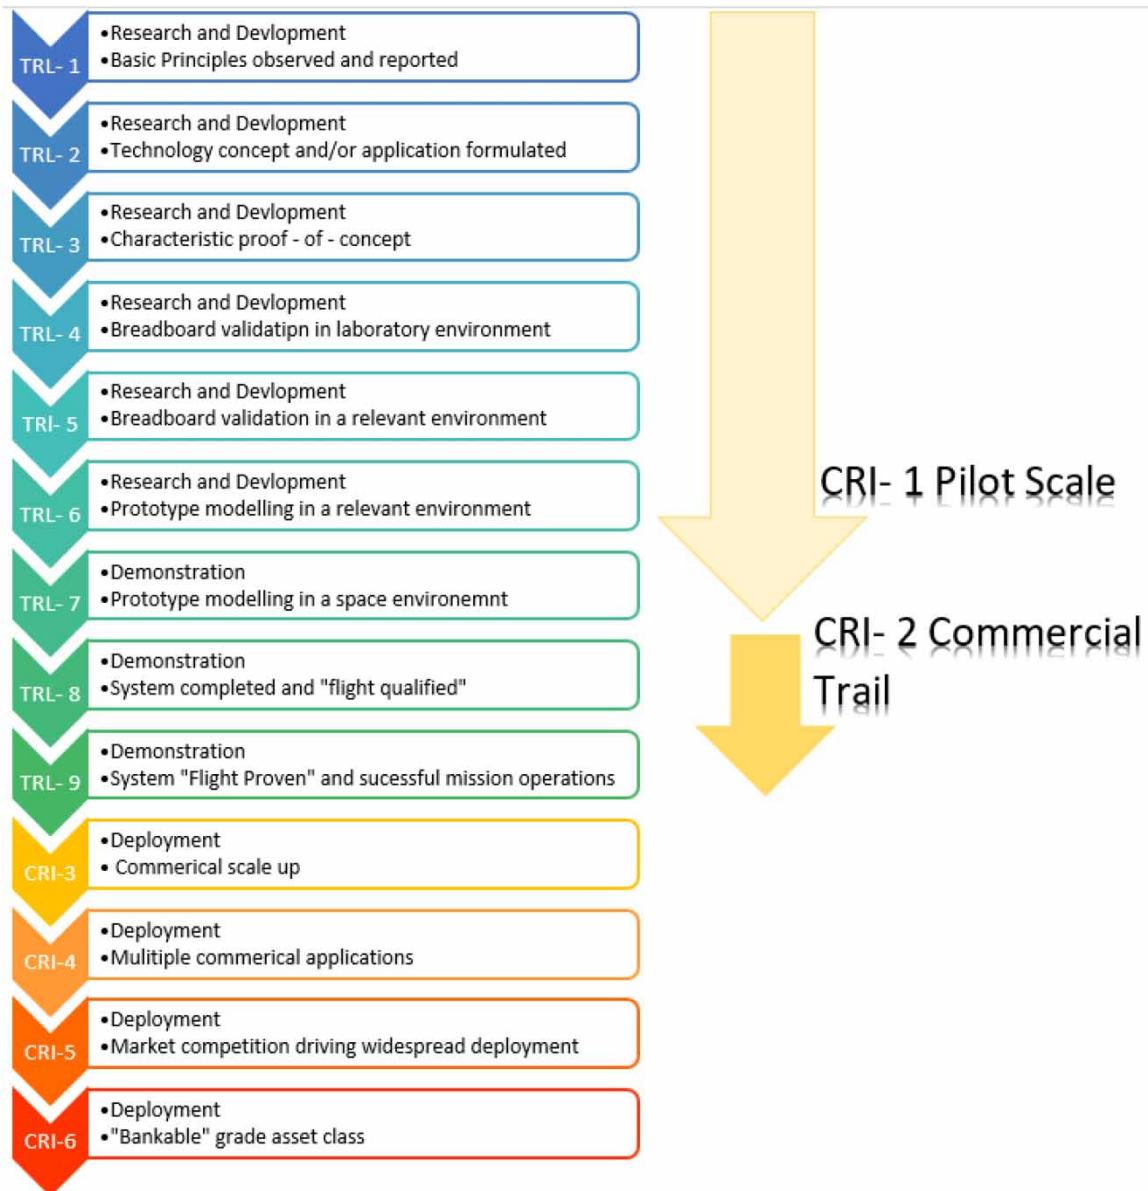 TRL- 1
•Research and Devlopment
•Basic Principles observed and reported
TRL- 2
•Research and Devlopment
•Technology concept and/or application formulated
TRL- 3
•Research and Devlopment
•Characteristic proof - of - concept
TRL- 4
•Research and Devlopment
•Breadboard validatipn in laboratory environment
TRl- 5
•Research and Devlopment
•Breadboard validation in a relevant environment
TRL- 6
•Research and Devlopment
•Prototype modelling in a relevant environment
TRL- 7
•Demonstration
•Prototype modelling in a space environemnt
TRL- 8
•Demonstration
•System completed and "flight qualified"
TRL- 9
•Demonstration
•System "Flight Proven" and sucessful mission operations
CRI-3
•Deployment
• Commerical scale up
CRI-4
•Deployment
•Mulitiple commerical applications
CRI-5
•Deployment
•Market competition driving widespread deployment
CRI-6
•Deployment
•"Bankable" grade asset class
CRI- 1 Pilot Scale
CRI- 2 Commercial
Trail